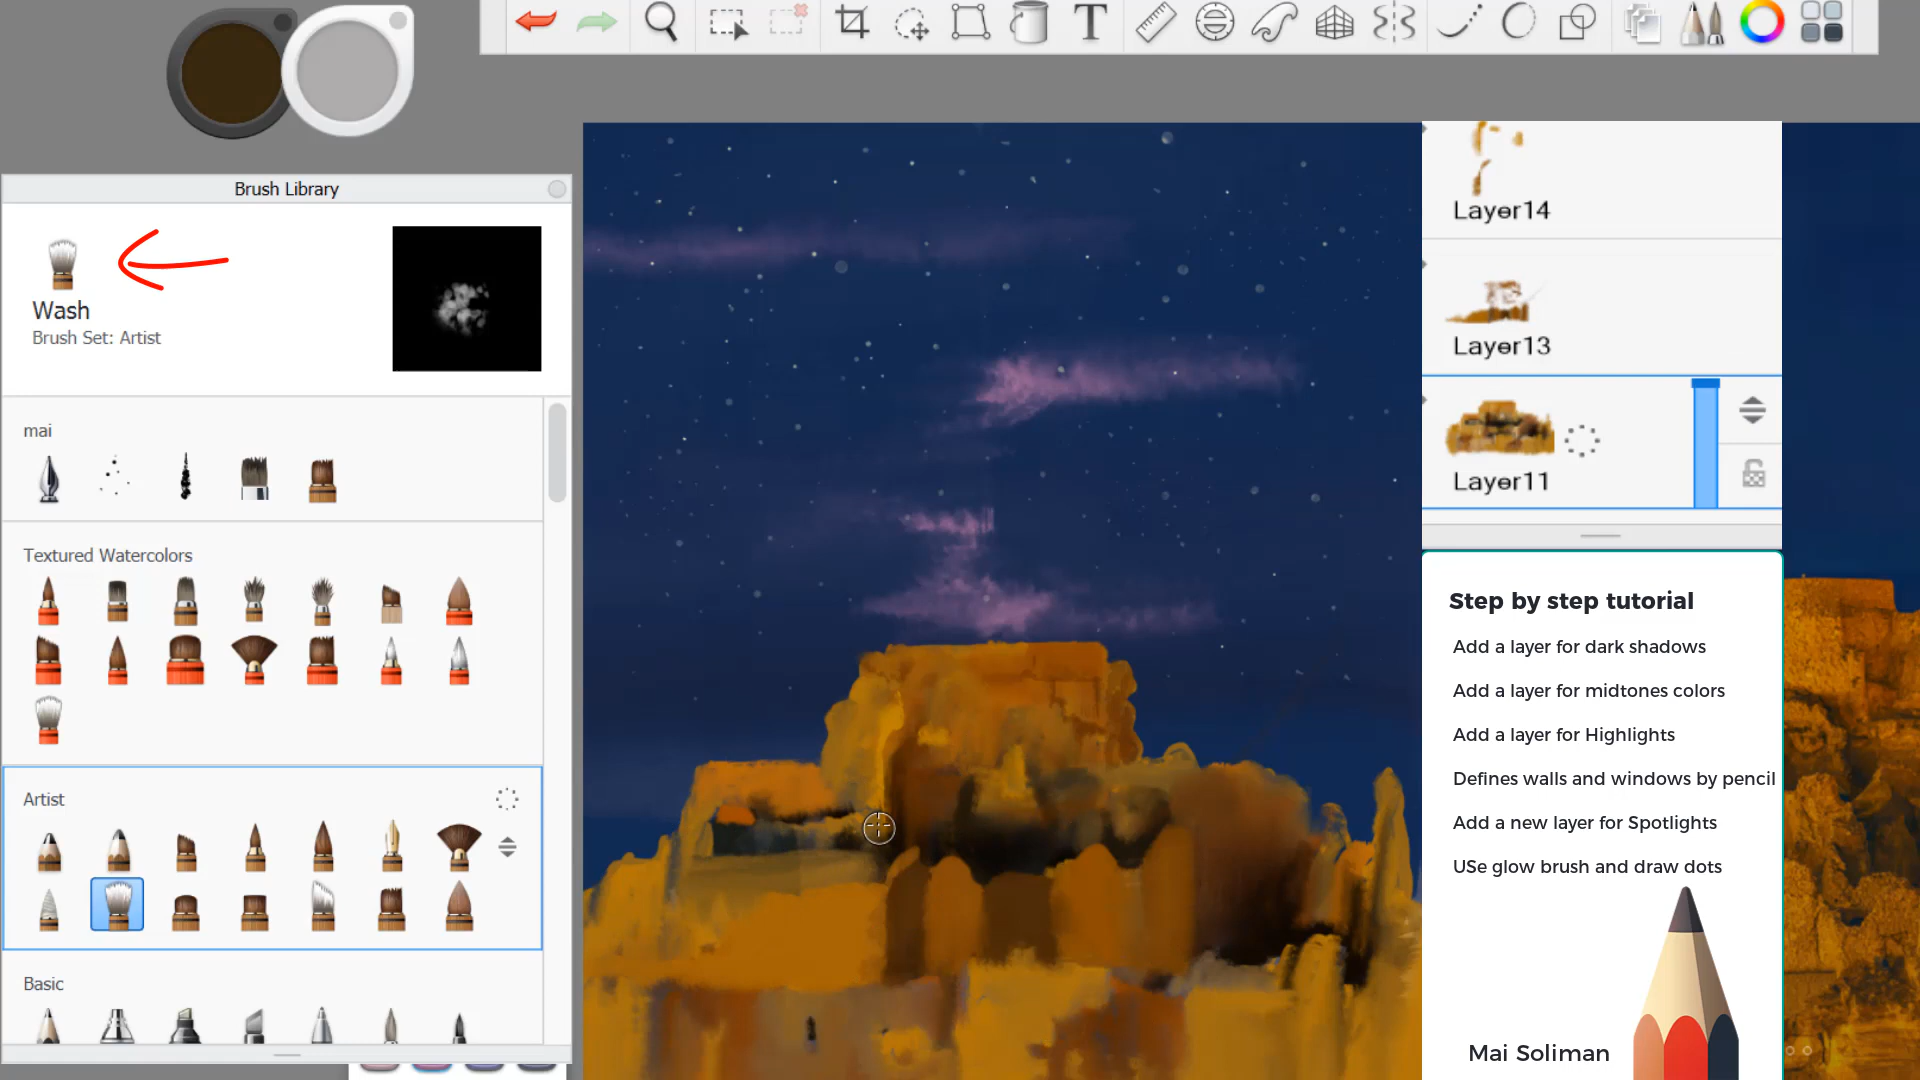 Brush Library
Wash
Brush Set: Artist
mai
Textured Watercolors
Artist
Basic
T
Layer14
Layer13
Layer11
Step by step tutorial
Add a layer for dark shadows
Add a layer for midtones colors
Add a layer for Highlights
Defines walls and windows by pencil
Add a new layer for Spotlights
USe glow brush and draw dots
Mai Soliman